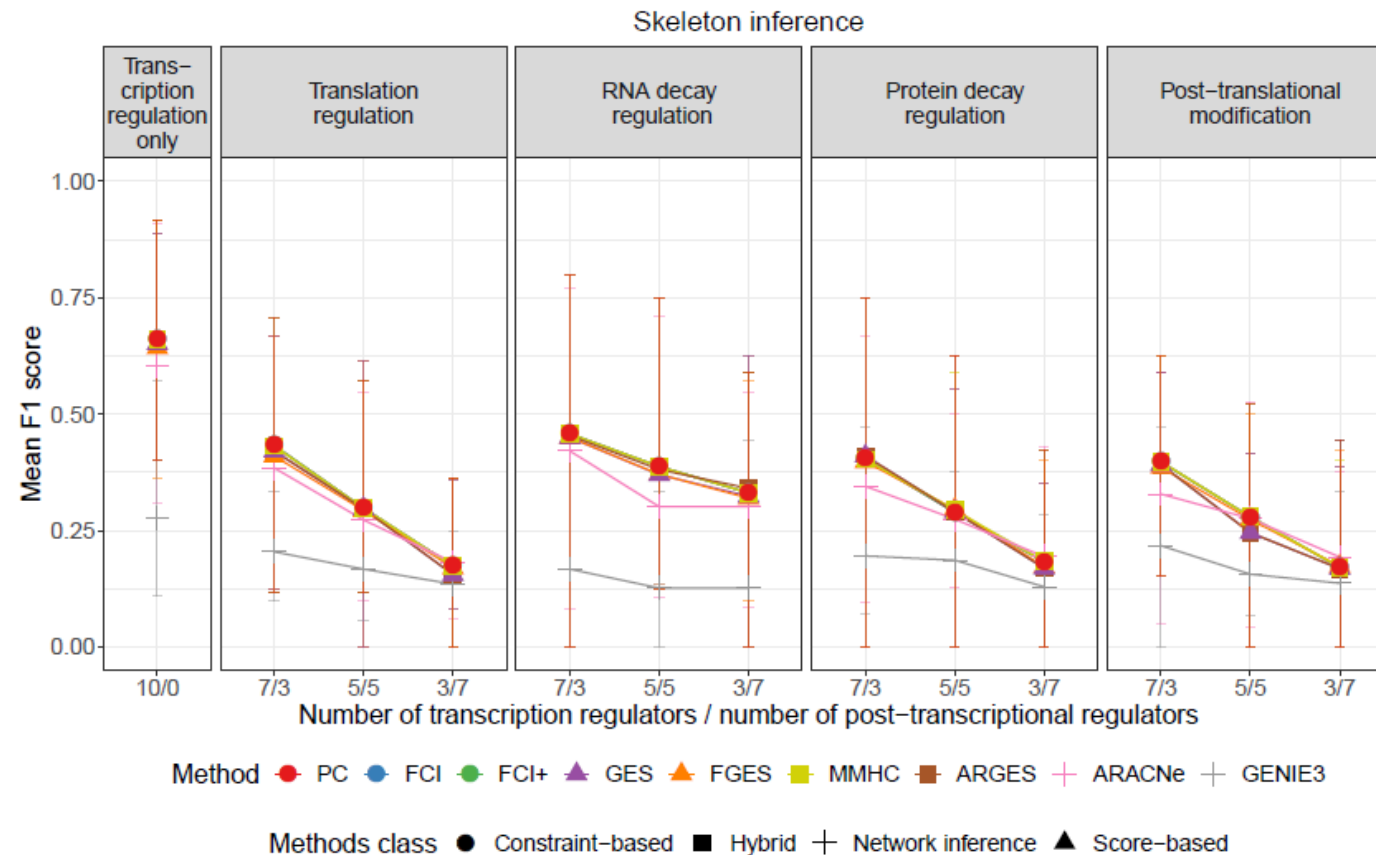 Skeleton inference
Trans-
cription
regulation
only
Translation
regulation
RNA decay
regulation
Protein decay
regulation
Post-translational
modification
Mean F1 score
1.00
0.75
0.50
0.25
0.00
10/0
7/3 5/5 3/7
7/3 5/5 3/7
7/3 5/5 3/7
7/3 5/5 3/7
Number of transcription regulators / number of post-transcriptional regulators
Method PC FCI FCI+ GES FGES MMHC ARGES ARACNe GENIE3
Methods class Constraint-based Hybrid Network inference Score-based